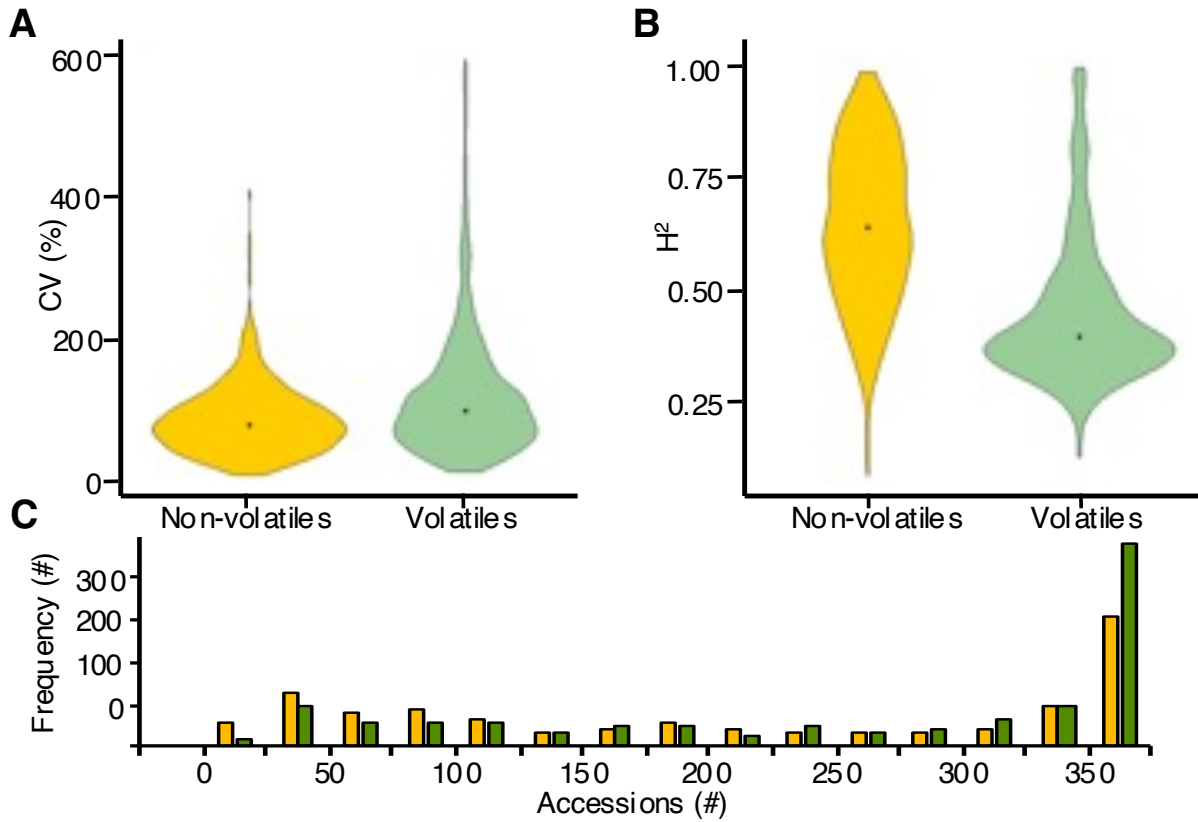 A
600
400
200
0
CV (%)
Non-volatiles Volatiles
B
1.00
0.75
0.50
0.25
H²
Non-volatiles Volatiles
C
300
200
100
0
Frequency (#)
0 50 100 150 200 250 300 350
Accessions (#)